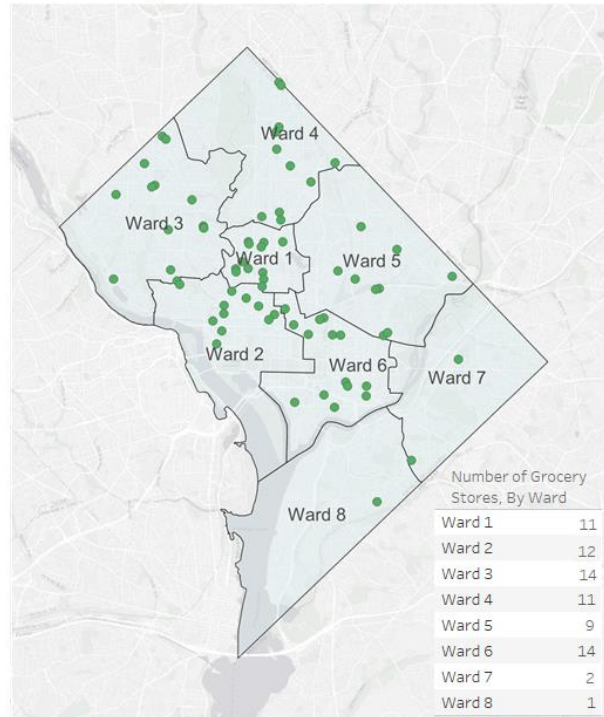 Ward 4
Ward 3
Ward 1
Ward 5
Ward 2
Ward 6
Ward 7
Ward 8
Number of Grocery
Stores, By Ward
Ward 1 11
Ward 2 12
Ward 3 14
Ward 4 11
Ward 5 9
Ward 6 14
Ward 7 2
Ward 8 1